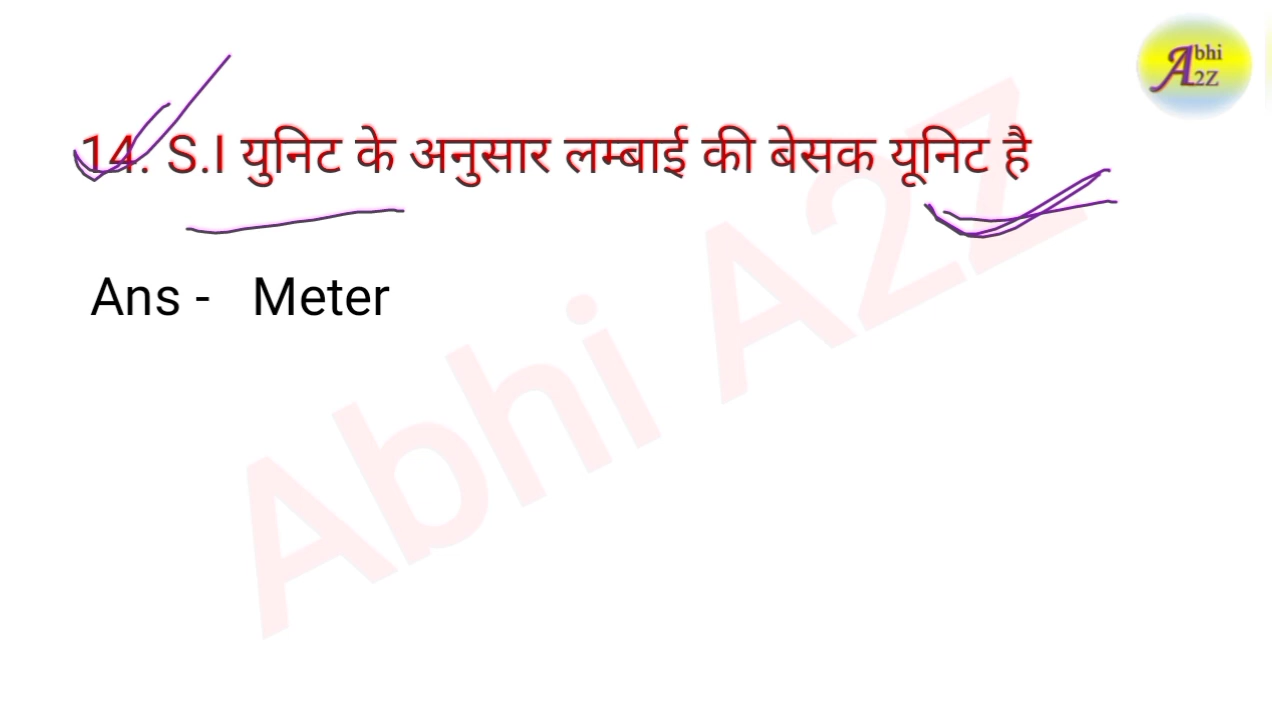 Abhi
A2Z
14. S.I युनिट के अनुसार लम्बाई की बेसक यूनिट है
Ans - Meter
Abhi A2Z